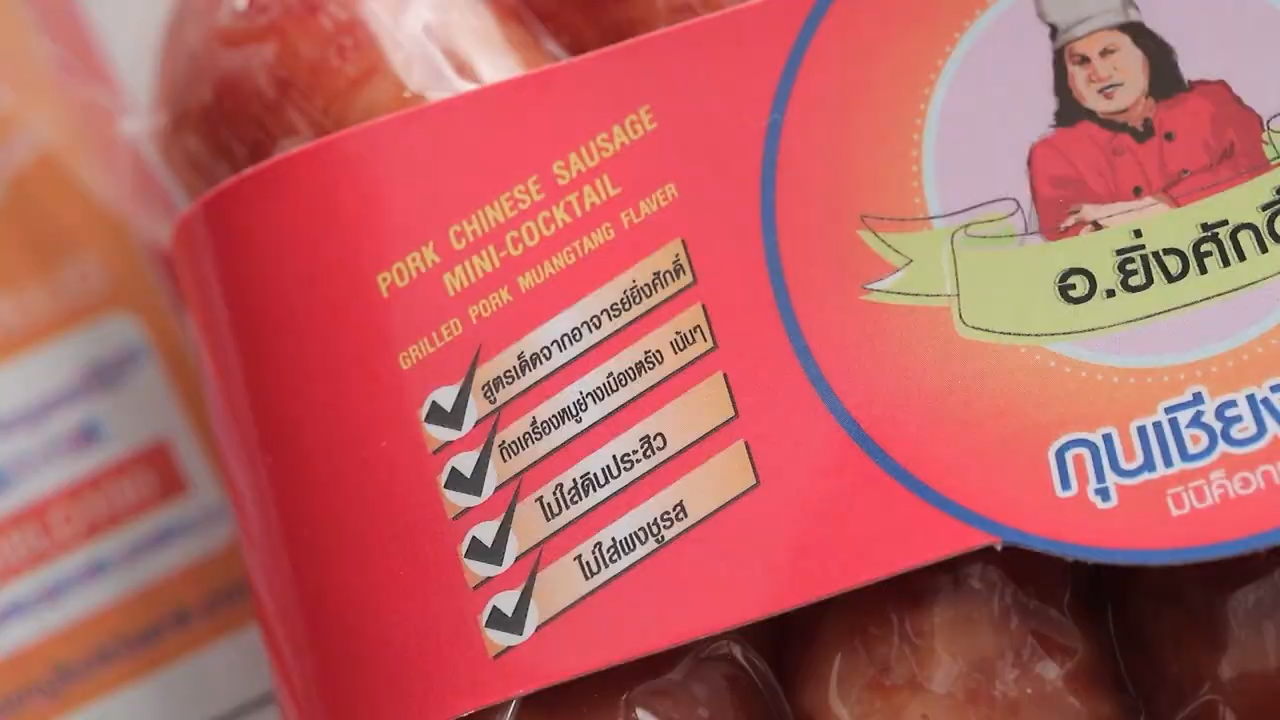 PORK CHINESE SAUSAGE
MINI-COCKTAIL
GRILLED PORK MUANGTANG FLAVER
สูตรเด็ดจากอาจารย์ยิ่งศักดิ์
ถึงเครื่องหมูย่างเมืองตรัง เน้นๆ
ไม่ใส่ดินประสิว
ไม่ใส่ผงชูรส
อ.ยิ่งศักดิ์
กุนเชียง
มินิค็อก